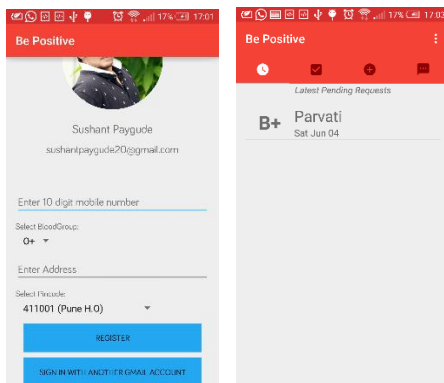 17% 17:01
Be Positive
Sushant Paygude
sushantpaygude20@gmail.com
Enter 10 digit mobile number
Select BloodGroup:
O+
Enter Address
Select Pincode:
411001 (Pune H.O)
REGISTER
SIGN IN WITH ANOTHER GMAIL ACCOUNT
17% 17:03
Be Positive
Latest Pending Requests
B+ Parvati
Sat Jun 04